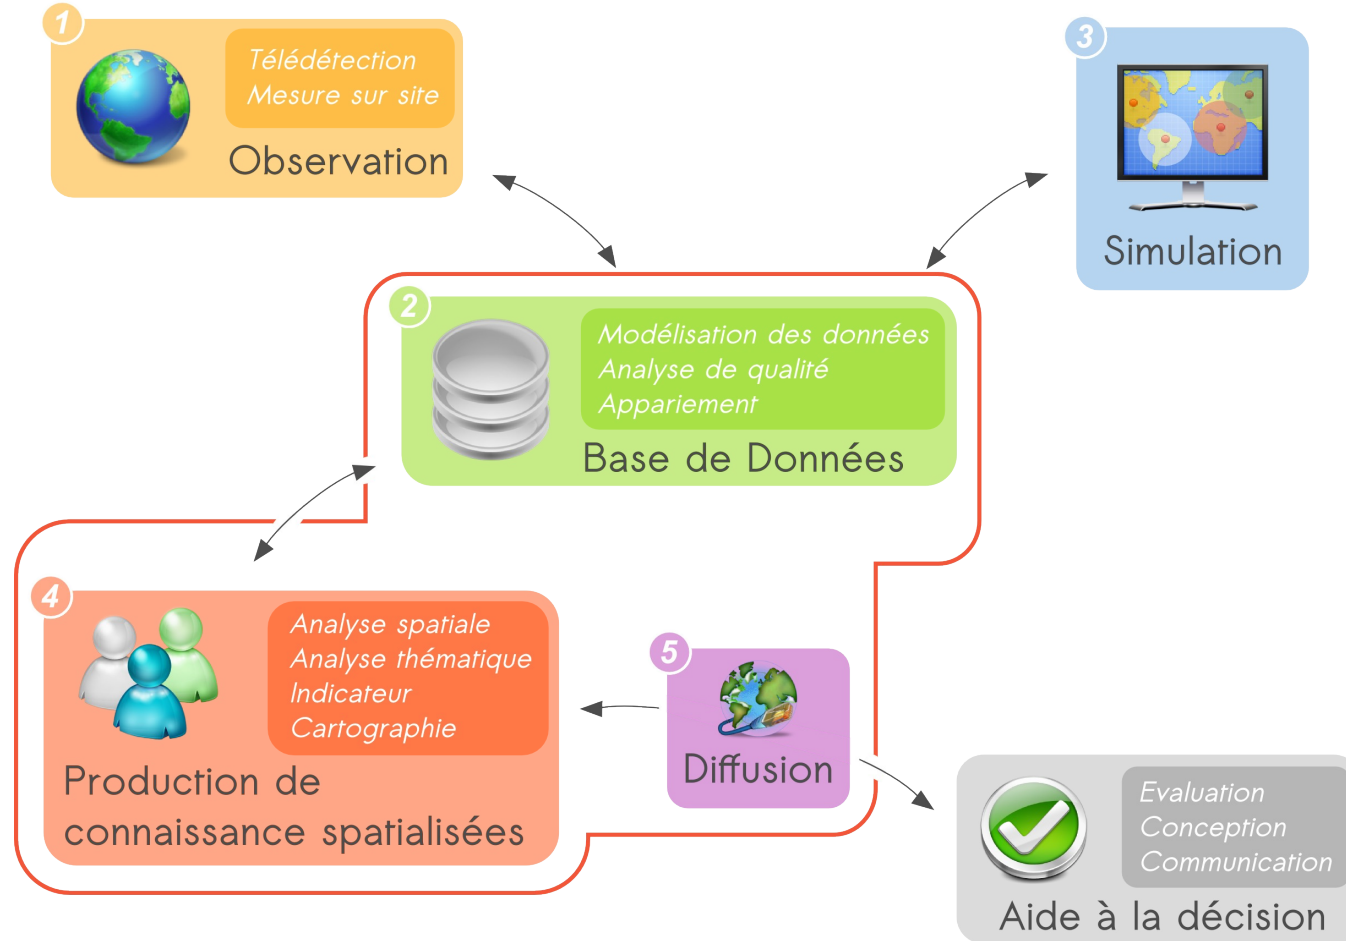 1
Télédétection
Mesure sur site
Observation
3
Simulation
2
Modélisation des données
Analyse de qualité
Appariement
Base de Données
4
Analyse spatiale
Analyse thématique
Indicateur
Cartographie
Production de
connaissance spatialisées
5
Diffusion
Evaluation
Conception
Communication
Aide à la décision